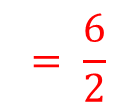 = 6/2